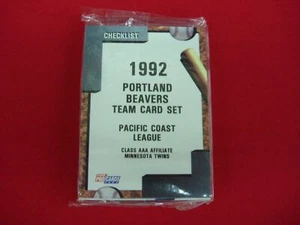 CHECKLIST
1992
PORTLAND
BEAVERS
TEAM CARD SET
PACIFIC COAST
LEAGUE
CLASS AAA AFFILIATE
MINNESOTA TWINS